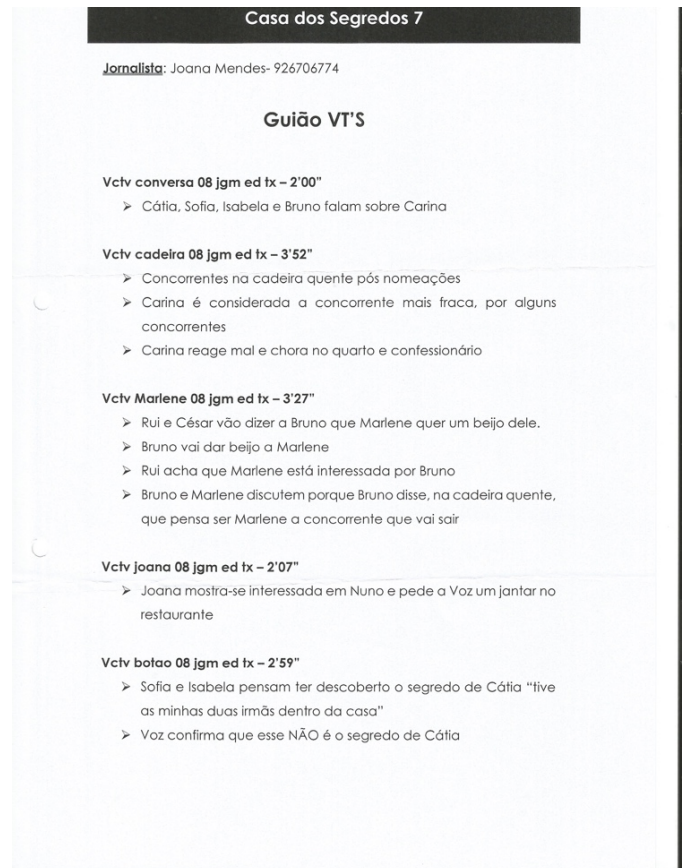 Casa dos Segredos 7
Jornalista: Joana Mendes- 926706774
Guião VT'S
Vctv conversa 08 jgm ed tx – 2'00”
➢ Cátia, Sofia, Isabela e Bruno falam sobre Carina
Vctv cadeira 08 jgm ed tx – 3'52”
➢ Concorrentes na cadeira quente pós nomeações
➢ Carina é considerada a concorrente mais fraca, por alguns
concorrentes
➢ Carina reage mal e chora no quarto e confessionário
Vctv Marlene 08 jgm ed tx – 3'27”
➢ Rui e César vão dizer a Bruno que Marlene quer um beijo dele.
➢ Bruno vai dar beijo a Marlene
➢ Rui acha que Marlene está interessada por Bruno
➢ Bruno e Marlene discutem porque Bruno disse, na cadeira quente,
que pensa ser Marlene a concorrente que vai sair
Vctv joana 08 jgm ed tx – 2'07”
➢ Joana mostra-se interessada em Nuno e pede a Voz um jantar no
restaurante
Vctv botao 08 jgm ed tx – 2'59”
➢ Sofia e Isabela pensam ter descoberto o segredo de Cátia “tive
as minhas duas irmãs dentro da casa”
➢ Voz confirma que esse NÃO é o segredo de Cátia